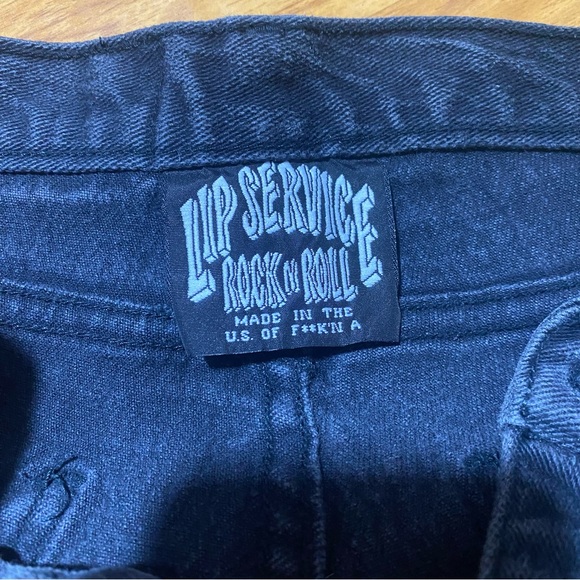 LIP SERVICE
ROCK N ROLL
MADE IN THE
U.S. OF F**K'N A